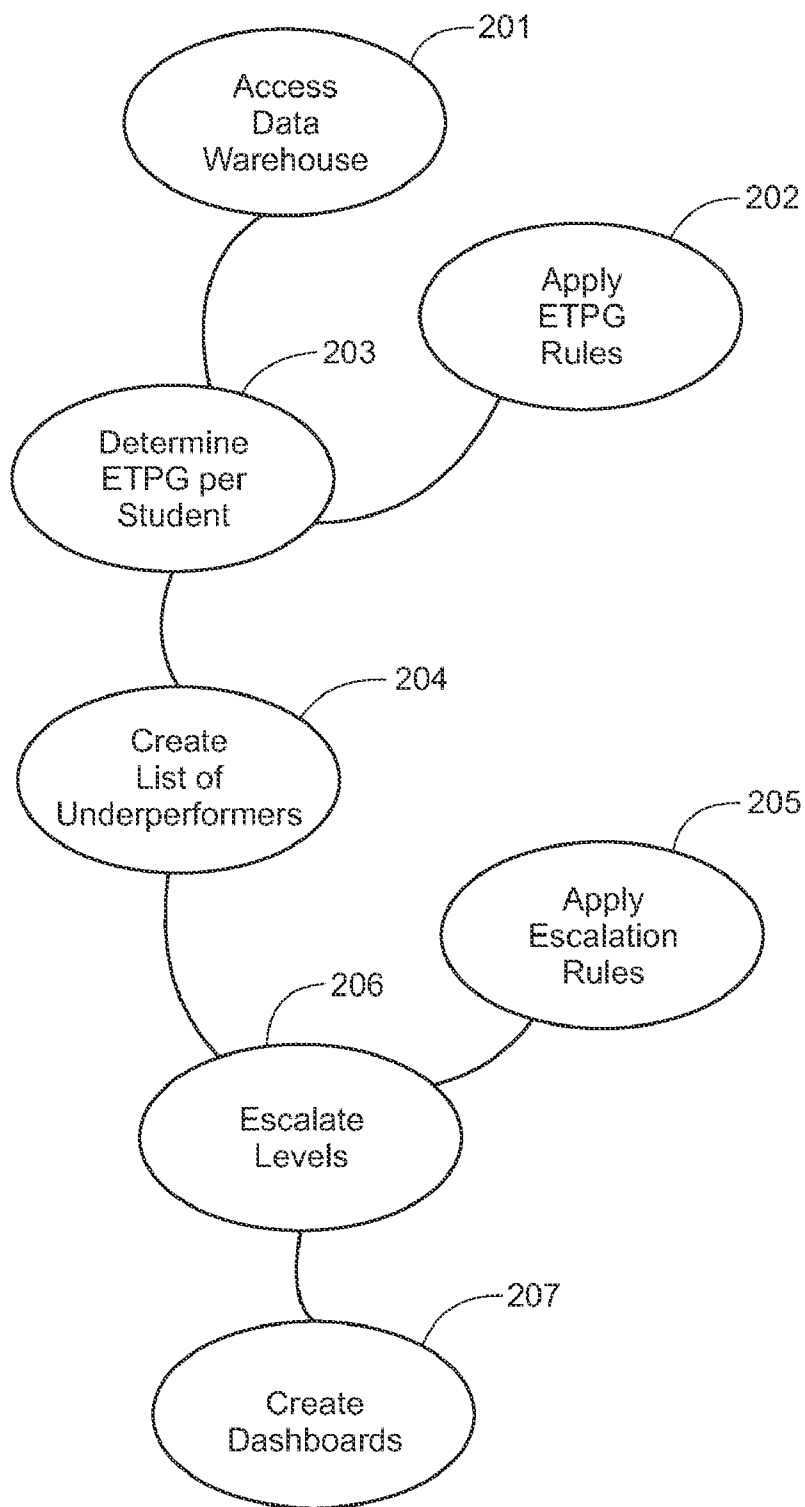 201
Access
Data
Warehouse
202
Apply
ETPG
Rules
203
Determine
ETPG per
Student
204
Create
List of
Underperformers
205
Apply
Escalation
Rules
206
Escalate
Levels
207
Create
Dashboards